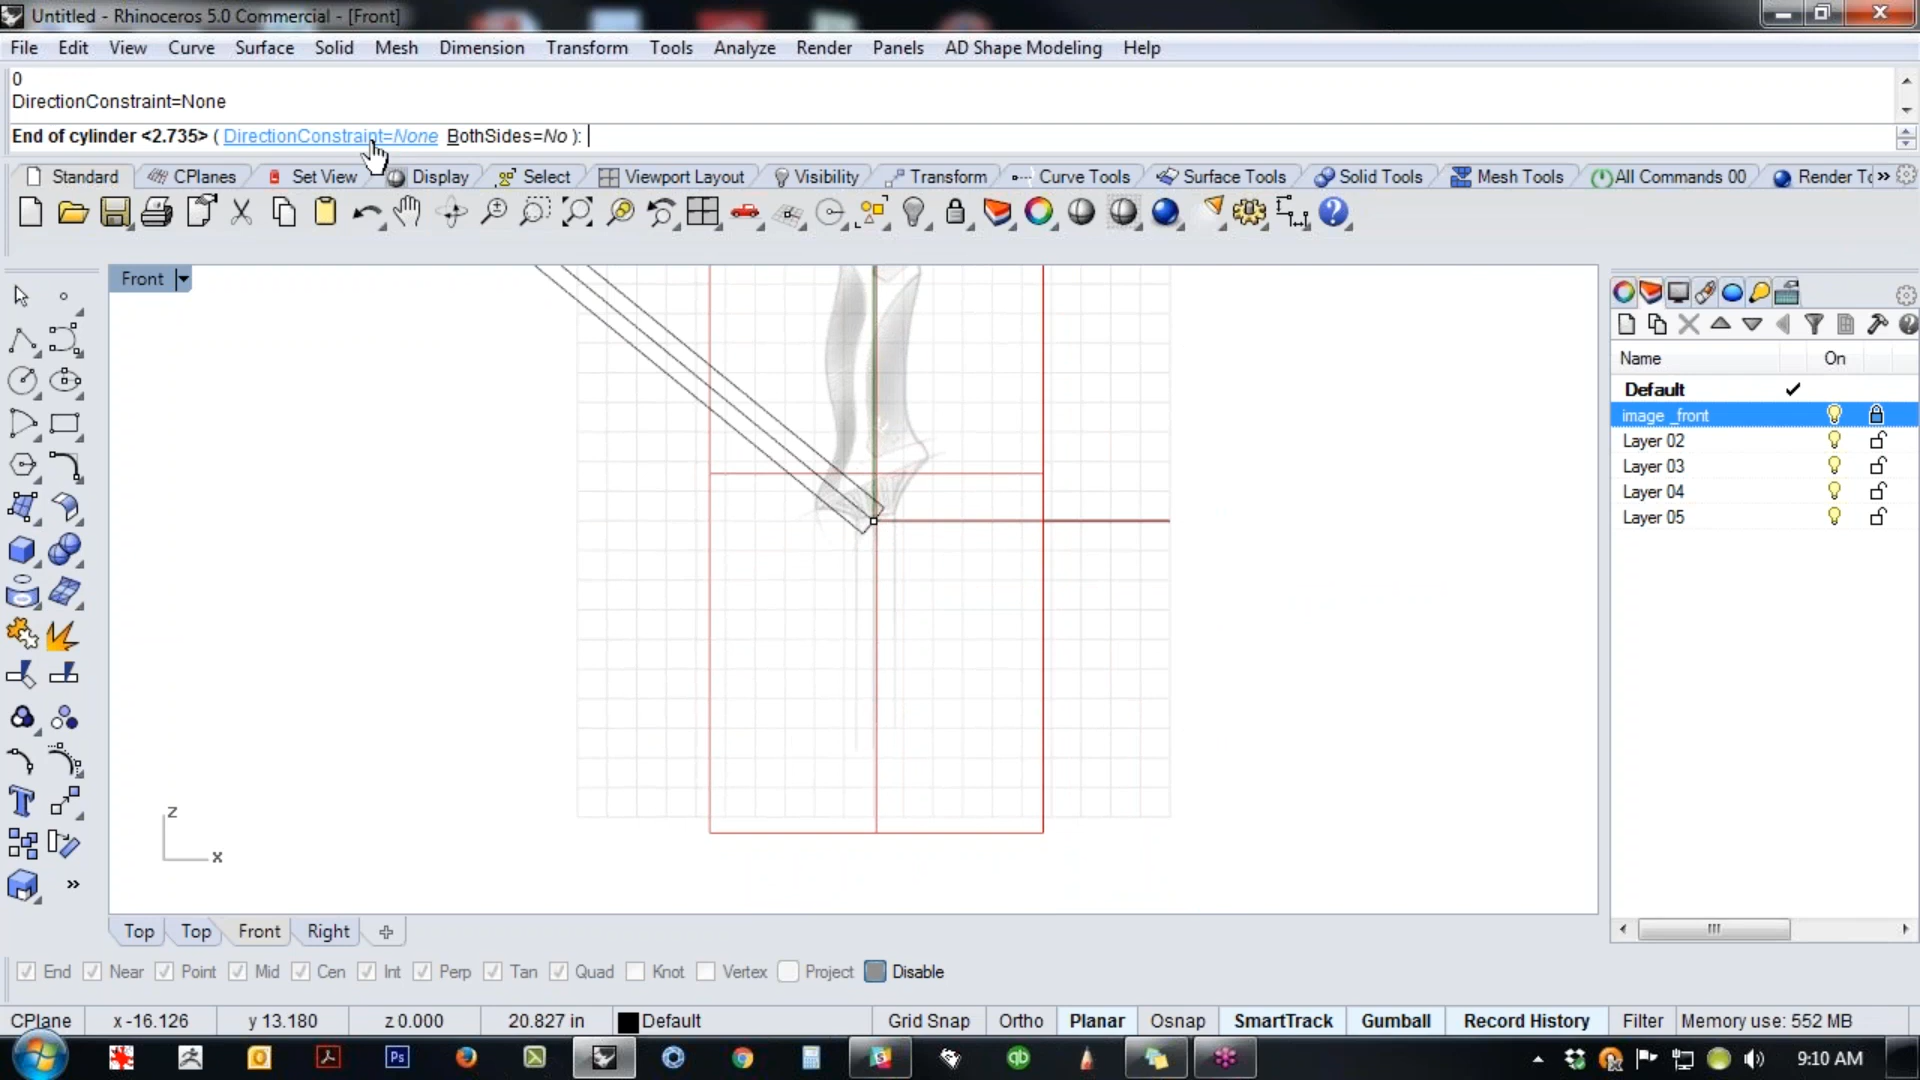 Untitled - Rhinoceros 5.0 Commercial - [Front]
File Edit View Curve Surface Solid Mesh Dimension Transform Tools Analyze Render Panels AD Shape Modeling Help
0
DirectionConstraint=None
End of cylinder <2.735> ( DirectionConstraint=None BothSides=No ):
Standard CPlanes Set View Display Select Viewport Layout Visibility Transform Curve Tools Surface Tools Solid Tools Mesh Tools All Commands 00 Render To »
Front
Name On
Default
image _front
Layer 02
Layer 03
Layer 04
Layer 05
z
x
Top Top Front Right
End Near Point Mid Cen Int Perp Tan Quad Knot Vertex Project Disable
CPlane x -16.126 y 13.180 z 0.000 20.827 in Default Grid Snap Ortho Planar Osnap SmartTrack Gumball Record History Filter Memory use: 552 MB
Ps qb 9:10 AM